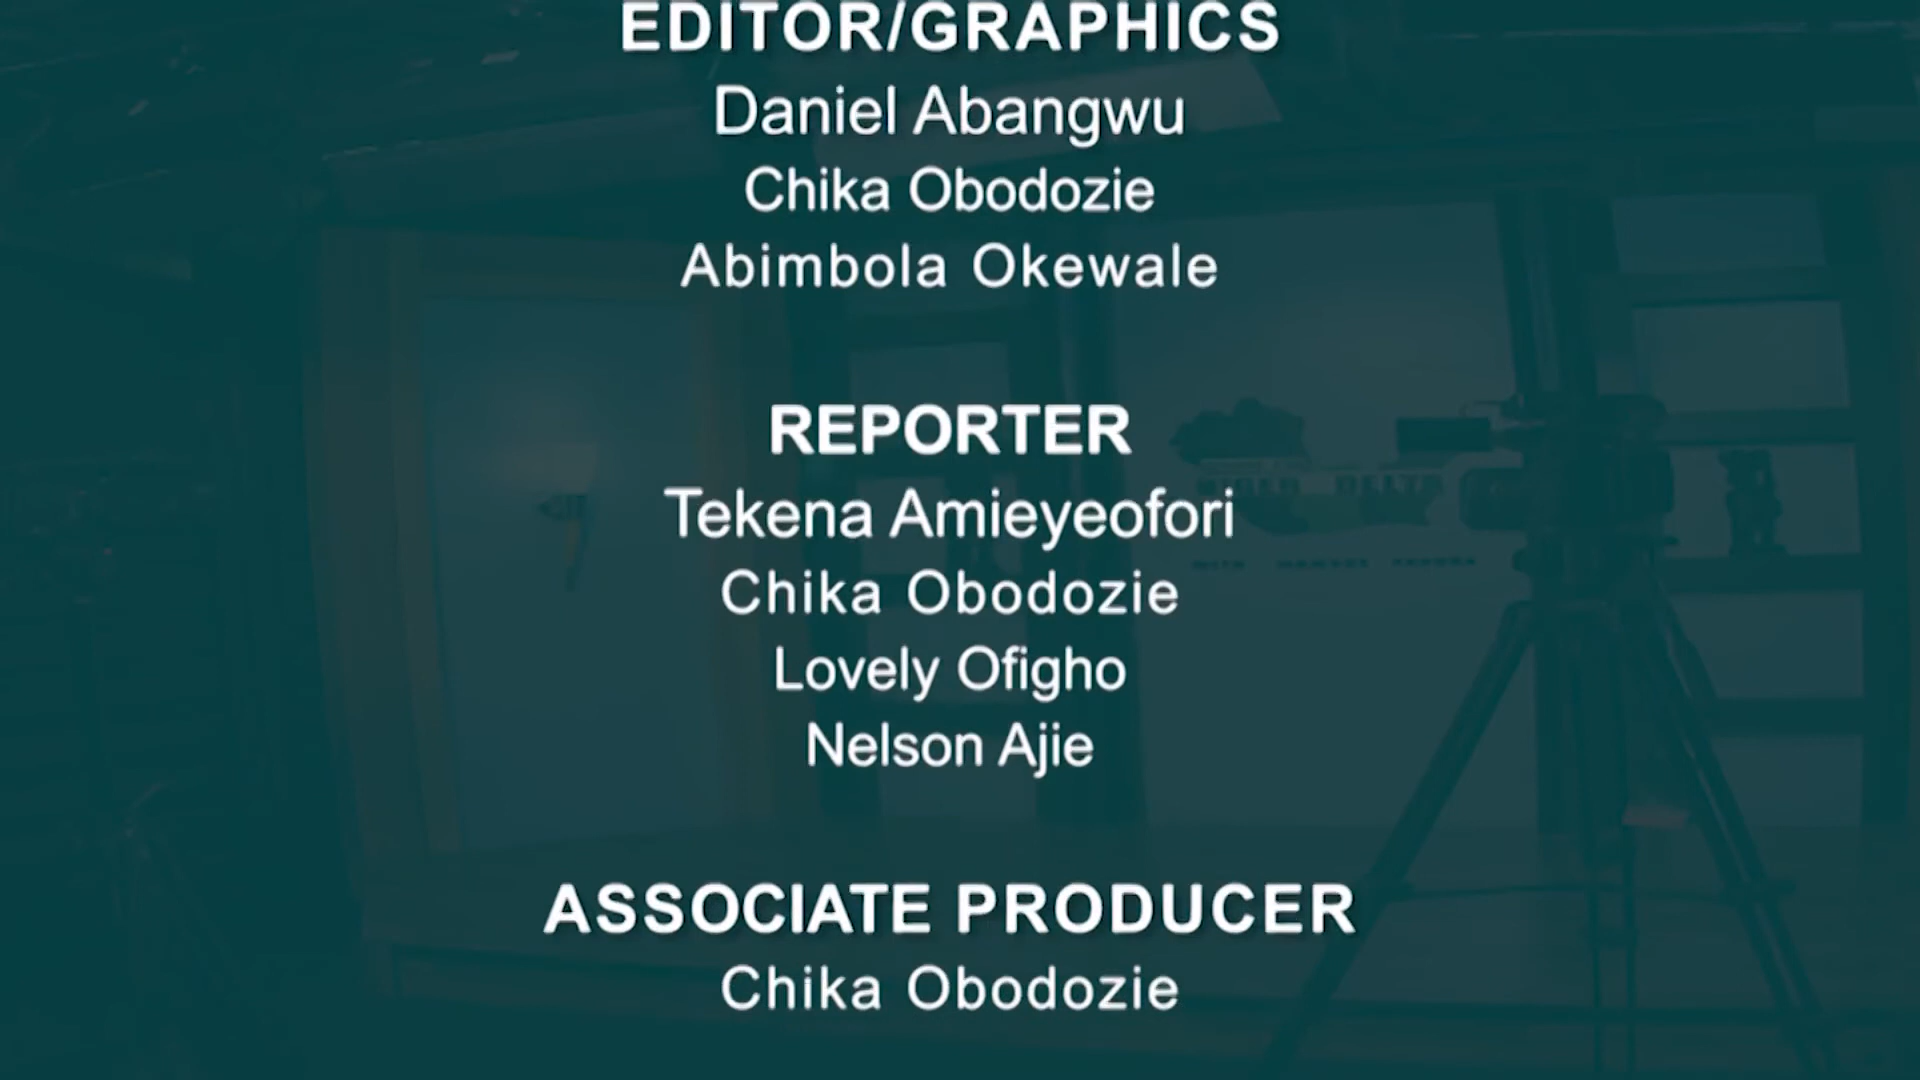 EDITOR/GRAPHICS
Daniel Abangwu
Chika Obodozie
Abimbola Okewale
REPORTER
Tekena Amieyeofori
Chika Obodozie
Lovely Ofigho
Nelson Ajie
DELTA
ASSOCIATE PRODUCER
Chika Obodozie